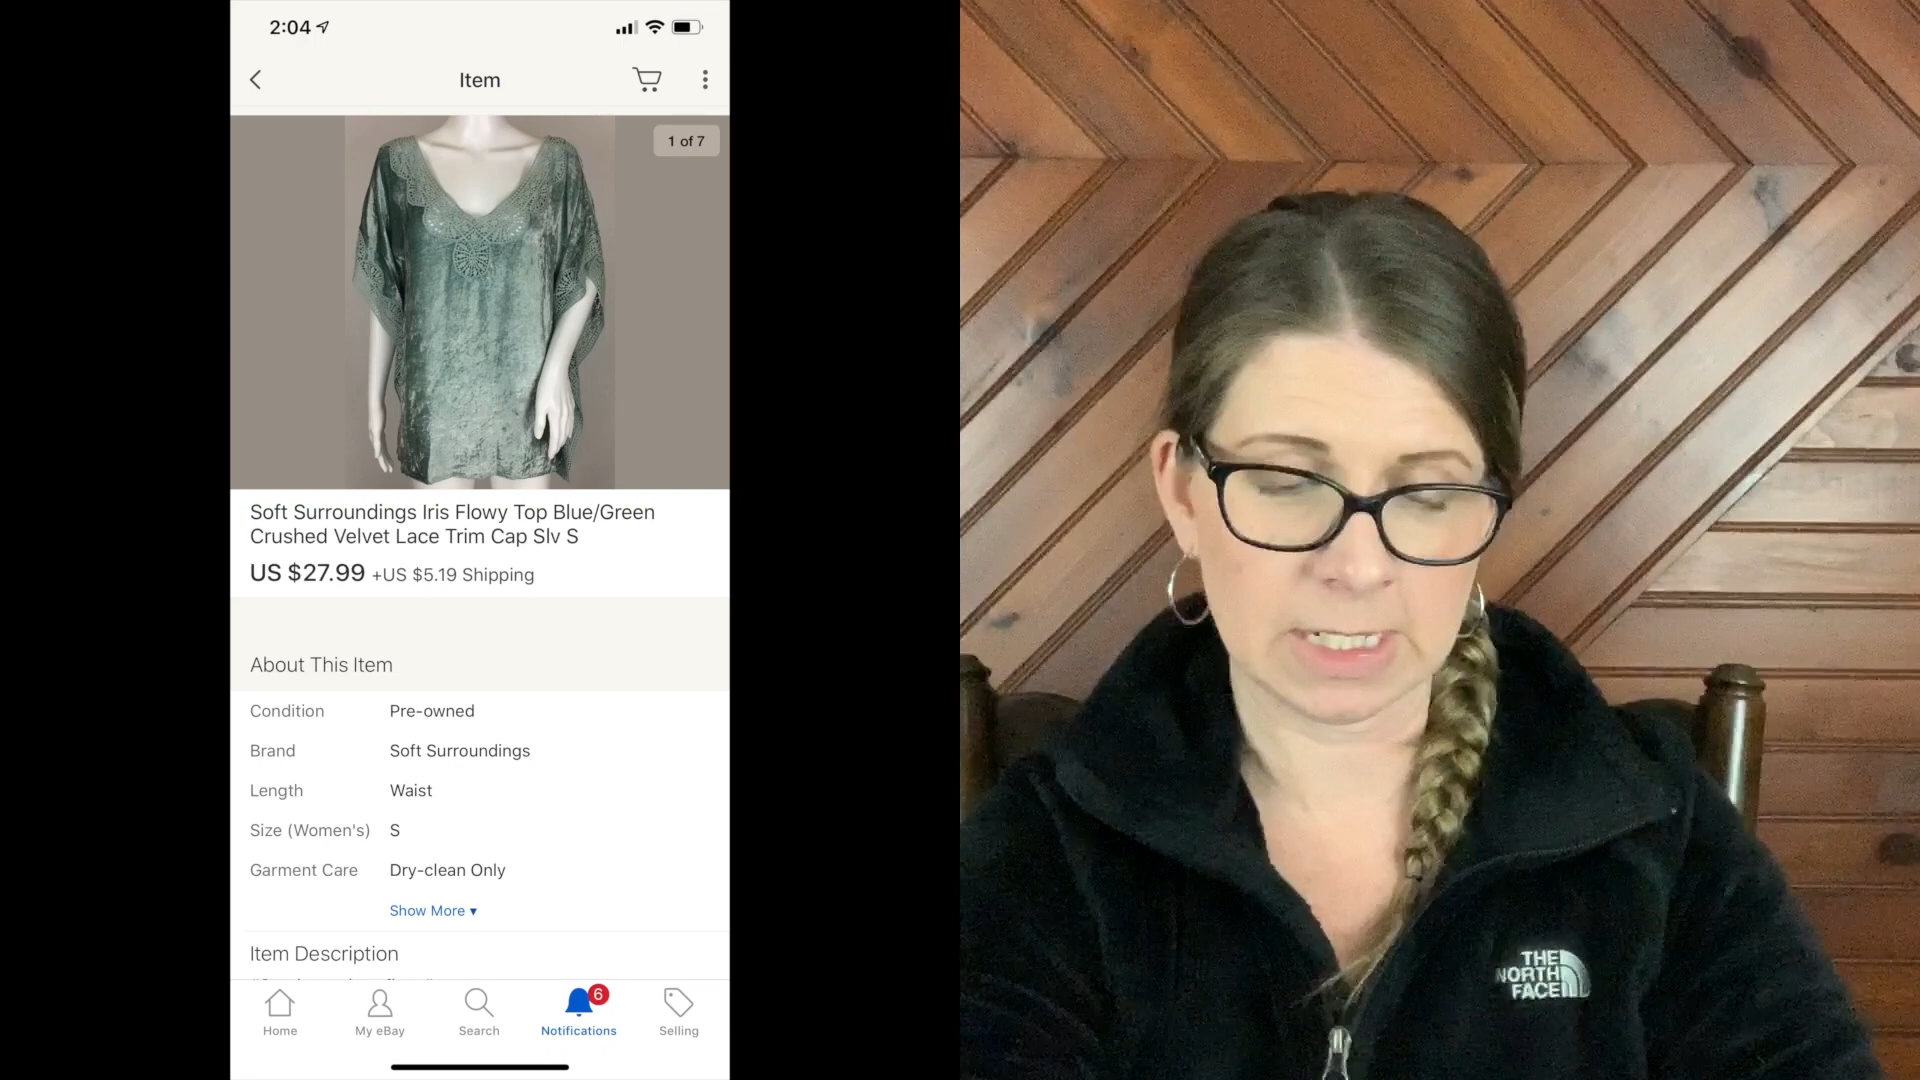 2:04
Item
1 of 7
Soft Surroundings Iris Flowy Top Blue/Green
Crushed Velvet Lace Trim Cap Slv S
US $27.99 +US $5.19 Shipping
About This Item
Condition Pre-owned
Brand Soft Surroundings
Length Waist
Size (Women's) S
Garment Care Dry-clean Only
Show More ▾
Item Description
6
Home My eBay Search Notifications Selling
THE
NORTH
FACE